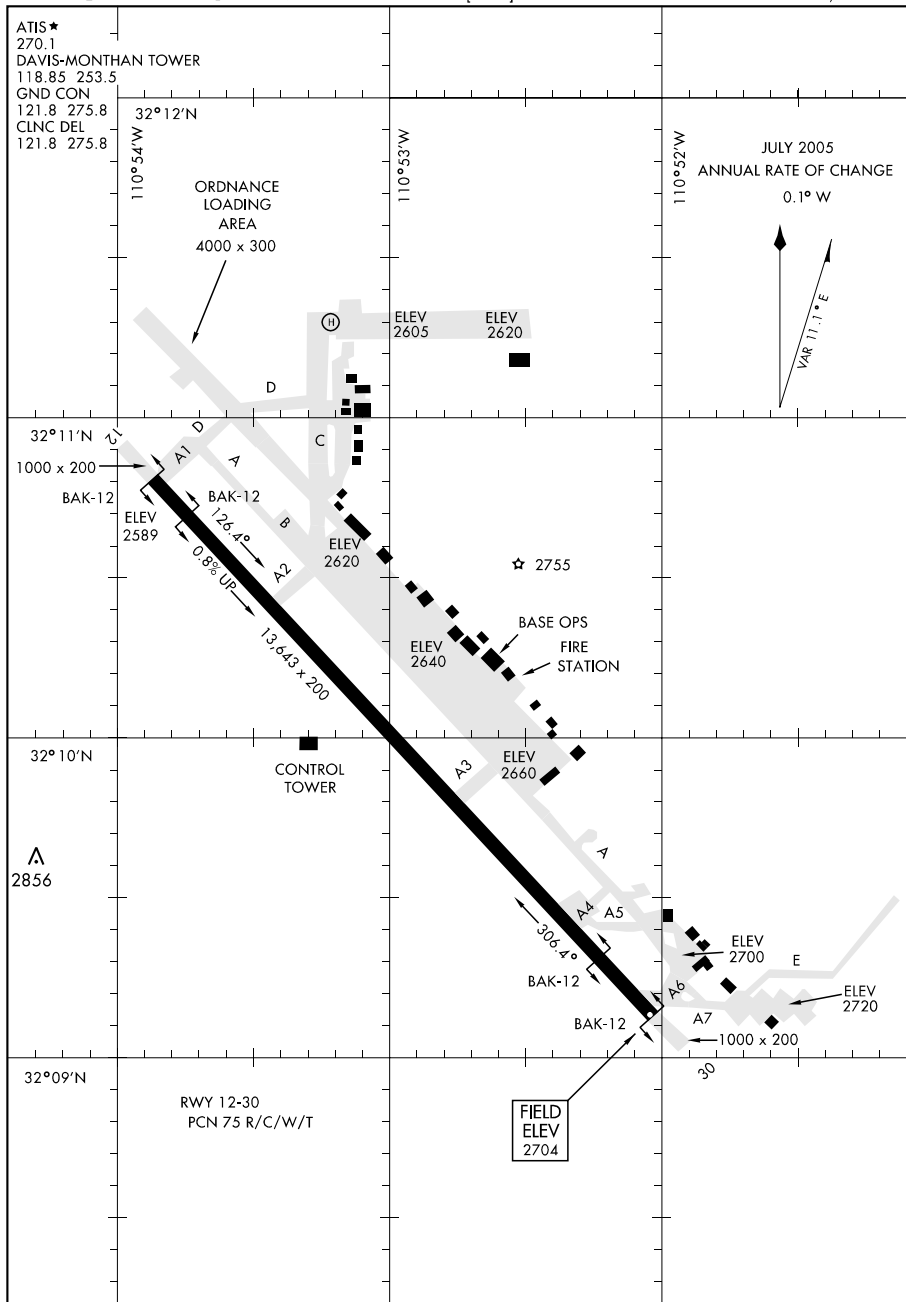 ATIS★
270.1
DAVIS-MONTHAN TOWER
118.85 253.5
GND CON
121.8 275.8
CLNC DEL
121.8 275.8
32°12'N
110°54'W
110°53'W
110°52'W
JULY 2005
ANNUAL RATE OF CHANGE
0.1° W
VAR 11.1° E
ORDNANCE
LOADING
AREA
4000 x 300
H
ELEV
2605
ELEV
2620
D
32°11'N
12
D
A1
A
C
1000 x 200
BAK-12
BAK-12
ELEV
2589
126.4°
B
0.8% UP
A2
ELEV
2620
2755
13,643 x 200
BASE OPS
FIRE
STATION
ELEV
2640
32°10'N
CONTROL
TOWER
A3
ELEV
2660
2856
A
A4
A5
306.4°
BAK-12
ELEV
2700
E
A6
ELEV
2720
BAK-12
A7
1000 x 200
30
32°09'N
RWY 12-30
PCN 75 R/C/W/T
FIELD
ELEV
2704